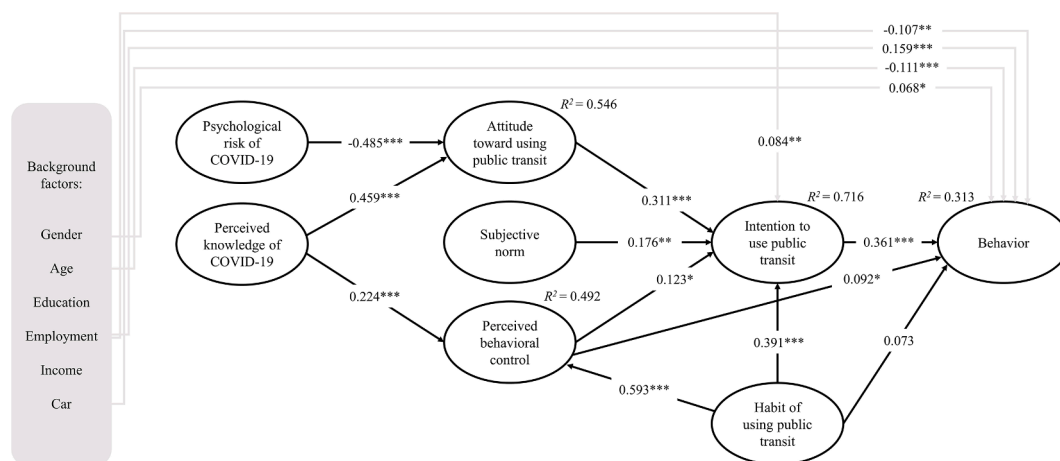 -0.107**
0.159***
-0.111***
0.068*
Background
factors:
Gender
Age
Education
Employment
Income
Car
Psychological
risk of
COVID-19
-0.485***
Attitude
toward using
public transit
R² = 0.546
Perceived
knowledge of
COVID-19
0.459***
0.224***
Subjective
norm
0.311***
0.176**
0.123*
0.084**
R² = 0.716
Intention to
use public
transit
0.361***
R² = 0.313
Behavior
R² = 0.492
Perceived
behavioral
control
0.092*
0.391***
0.073
0.593***
Habit of
using public
transit